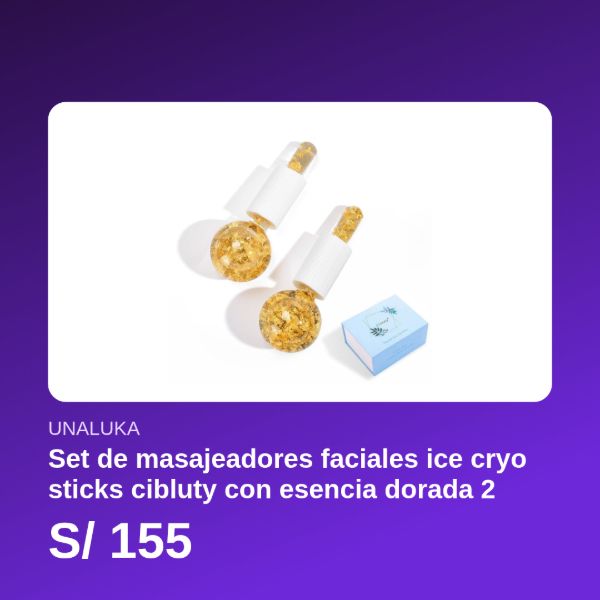 UNALUKA
Set de masajeadores faciales ice cryo
sticks cibluty con esencia dorada 2
S/ 155